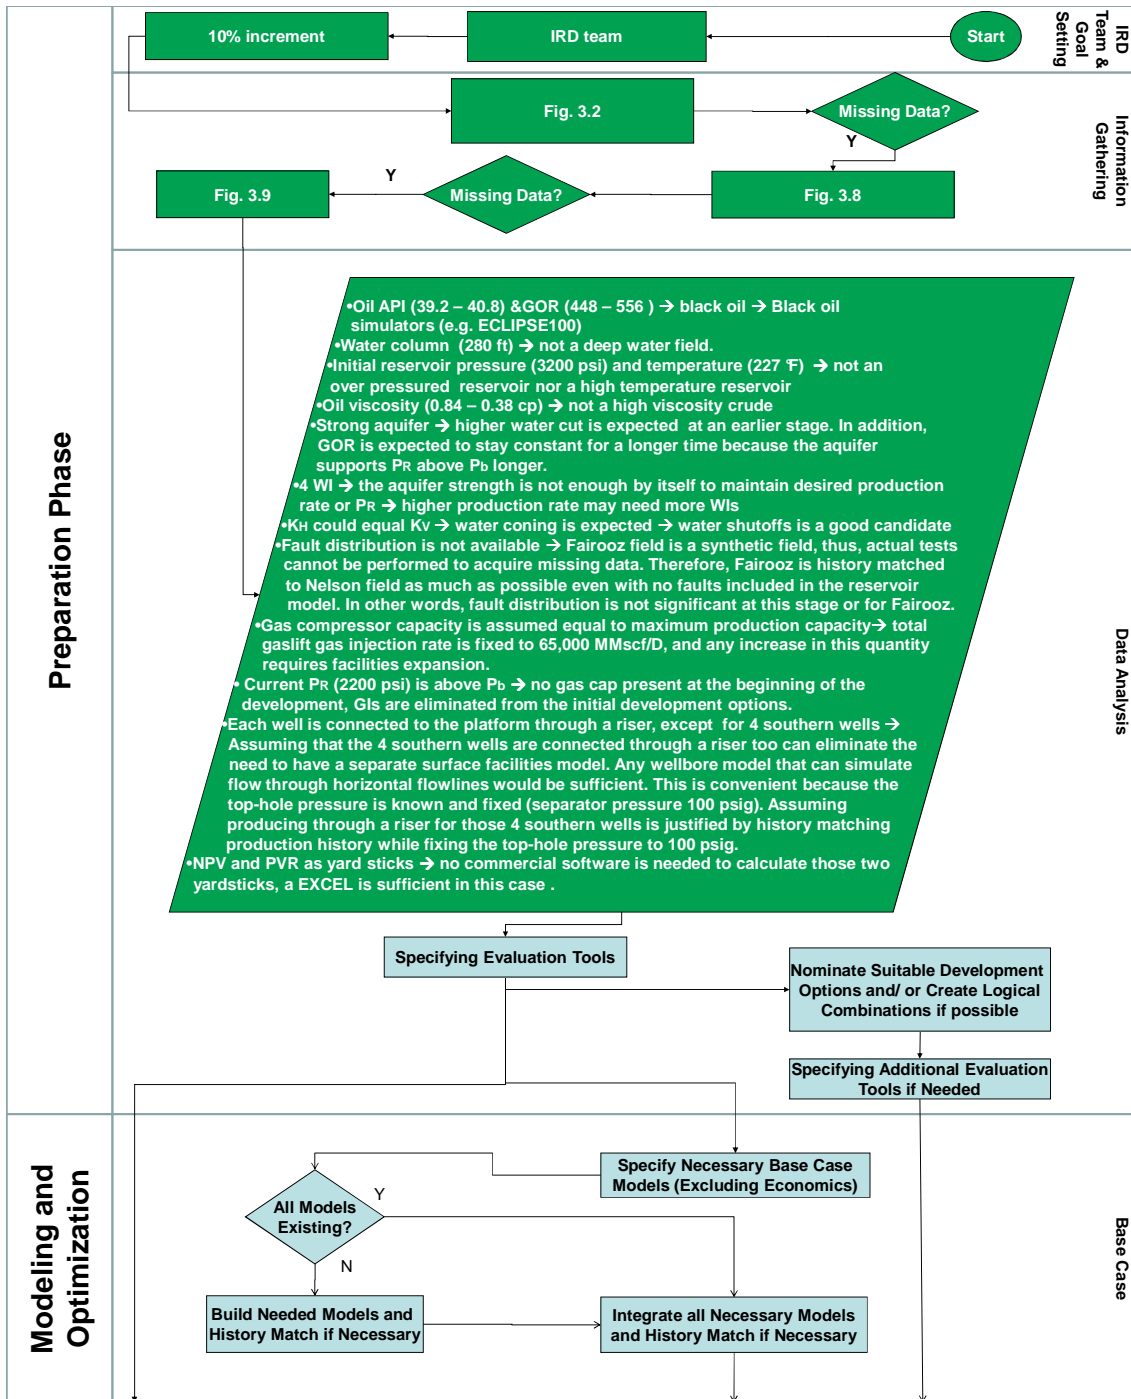 10% increment
IRD team
Start
IRD
Team &
Goal
Setting
Fig. 3.2
Missing Data?
Y
Information
Gathering
Fig. 3.9
Y
Missing Data?
Fig. 3.8
Preparation Phase
•Oil API (39.2 – 40.8) &GOR (448 – 556 ) → black oil → Black oil
simulators (e.g. ECLIPSE100)
•Water column (280 ft) → not a deep water field.
•Initial reservoir pressure (3200 psi) and temperature (227 °F) → not an
over pressured reservoir nor a high temperature reservoir
•Oil viscosity (0.84 – 0.38 cp) → not a high viscosity crude
•Strong aquifer → higher water cut is expected at an earlier stage. In addition,
GOR is expected to stay constant for a longer time because the aquifer
supports PR above Pb longer.
•4 WI → the aquifer strength is not enough by itself to maintain desired production
rate or PR → higher production rate may need more WIs
•KH could equal KV → water coning is expected → water shutoffs is a good candidate
•Fault distribution is not available → Fairooz field is a synthetic field, thus, actual tests
cannot be performed to acquire missing data. Therefore, Fairooz is history matched
to Nelson field as much as possible even with no faults included in the reservoir
model. In other words, fault distribution is not significant at this stage or for Fairooz.
•Gas compressor capacity is assumed equal to maximum production capacity→ total
gaslift gas injection rate is fixed to 65,000 MMscf/D, and any increase in this quantity
requires facilities expansion.
• Current PR (2200 psi) is above Pb → no gas cap present at the beginning of the
development, GIs are eliminated from the initial development options.
•Each well is connected to the platform through a riser, except for 4 southern wells →
Assuming that the 4 southern wells are connected through a riser too can eliminate the
need to have a separate surface facilities model. Any wellbore model that can simulate
flow through horizontal flowlines would be sufficient. This is convenient because the
top-hole pressure is known and fixed (separator pressure 100 psig). Assuming
producing through a riser for those 4 southern wells is justified by history matching
production history while fixing the top-hole pressure to 100 psig.
•NPV and PVR as yard sticks → no commercial software is needed to calculate those two
yardsticks, a EXCEL is sufficient in this case .
Data Analysis
Specifying Evaluation Tools
Nominate Suitable Development
Options and/ or Create Logical
Combinations if possible
Specifying Additional Evaluation
Tools if Needed
Modeling and
Optimization
Specify Necessary Base Case
Models (Excluding Economics)
All Models
Existing?
Y
N
Build Needed Models and
History Match if Necessary
Integrate all Necessary Models
and History Match if Necessary
Base Case